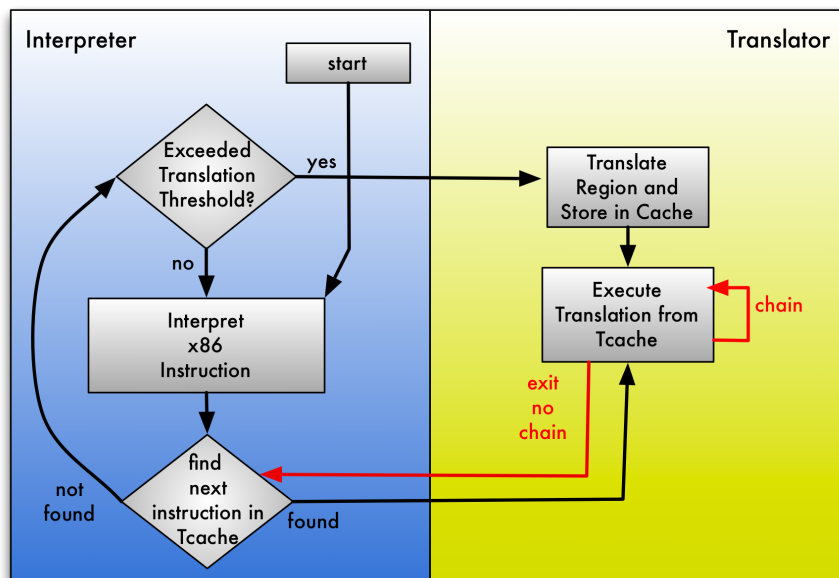 Interpreter
Translator
start
Exceeded
Translation
Threshold?
yes
no
Translate
Region and
Store in Cache
Interpret
x86
Instruction
Execute
Translation from
Tcache
chain
exit
no
chain
find
next
instruction in
Tcache
not
found
found